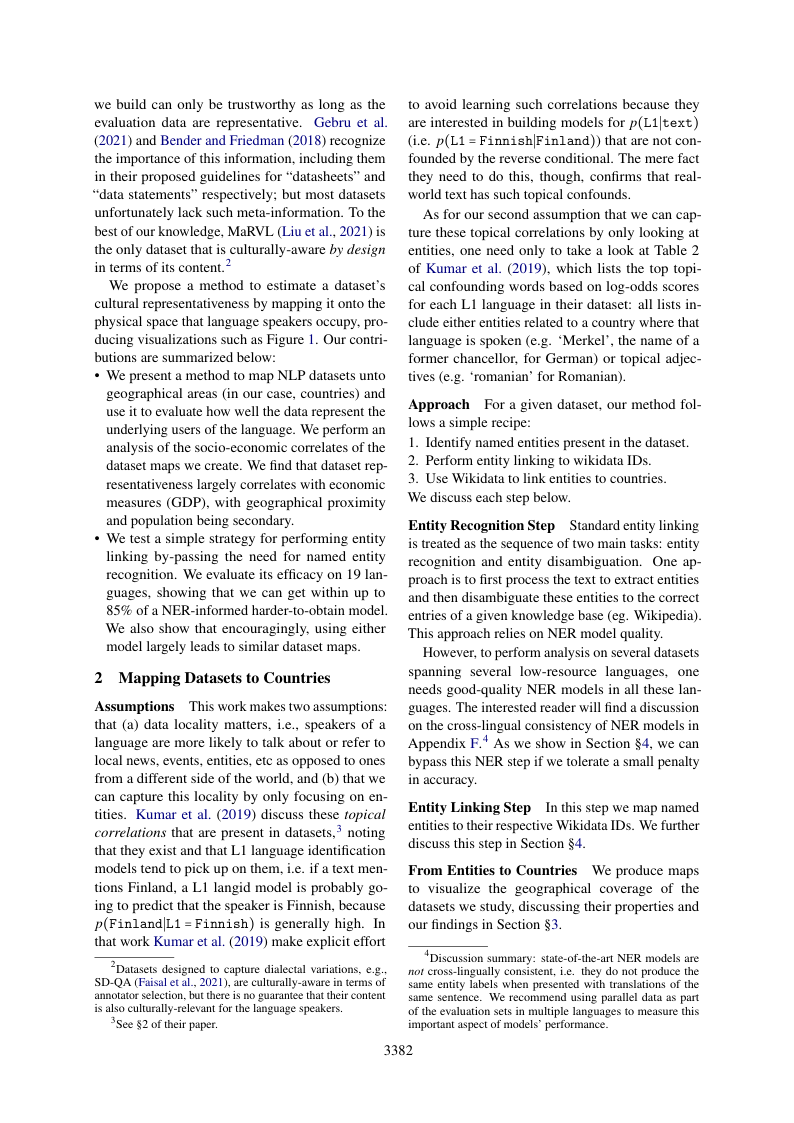 we build can only be trustworthy as long as the
evaluation data are representative. Gebru et al.
(2021) and Bender and Friedman (2018) recognize
the importance of this information, including them
in their proposed guidelines for “datasheets” and
“data statements” respectively; but most datasets
unfortunately lack such meta-information. To the
best of our knowledge, MaRVL (Liu et al., 2021) is
the only dataset that is culturally-aware by design
in terms of its content.2
We propose a method to estimate a dataset’s
cultural representativeness by mapping it onto the
physical space that language speakers occupy, pro-
ducing visualizations such as Figure 1. Our contri-
butions are summarized below:
• We present a method to map NLP datasets unto
geographical areas (in our case, countries) and
use it to evaluate how well the data represent the
underlying users of the language. We perform an
analysis of the socio-economic correlates of the
dataset maps we create. We find that dataset rep-
resentativeness largely correlates with economic
measures (GDP), with geographical proximity
and population being secondary.
• We test a simple strategy for performing entity
linking by-passing the need for named entity
recognition. We evaluate its efficacy on 19 lan-
guages, showing that we can get within up to
85% of a NER-informed harder-to-obtain model.
We also show that encouragingly, using either
model largely leads to similar dataset maps.
2 Mapping Datasets to Countries
Assumptions This work makes two assumptions:
that (a) data locality matters, i.e., speakers of a
language are more likely to talk about or refer to
local news, events, entities, etc as opposed to ones
from a different side of the world, and (b) that we
can capture this locality by only focusing on en-
tities. Kumar et al. (2019) discuss these topical
correlations that are present in datasets,3 noting
that they exist and that L1 language identification
models tend to pick up on them, i.e. if a text men-
tions Finland, a L1 langid model is probably go-
ing to predict that the speaker is Finnish, because
p(Finland|L1 = Finnish) is generally high. In
that work Kumar et al. (2019) make explicit effort
2Datasets designed to capture dialectal variations, e.g.,
SD-QA (Faisal et al., 2021), are culturally-aware in terms of
annotator selection, but there is no guarantee that their content
is also culturally-relevant for the language speakers.
3See §2 of their paper.
to avoid learning such correlations because they
are interested in building models for p(L1|text)
(i.e. p(L1 = Finnish|Finland)) that are not con-
founded by the reverse conditional. The mere fact
they need to do this, though, confirms that real-
world text has such topical confounds.
As for our second assumption that we can cap-
ture these topical correlations by only looking at
entities, one need only to take a look at Table 2
of Kumar et al. (2019), which lists the top topi-
cal confounding words based on log-odds scores
for each L1 language in their dataset: all lists in-
clude either entities related to a country where that
language is spoken (e.g. ‘Merkel’, the name of a
former chancellor, for German) or topical adjec-
tives (e.g. ‘romanian’ for Romanian).
Approach For a given dataset, our method fol-
lows a simple recipe:
1. Identify named entities present in the dataset.
2. Perform entity linking to wikidata IDs.
3. Use Wikidata to link entities to countries.
We discuss each step below.
Entity Recognition Step Standard entity linking
is treated as the sequence of two main tasks: entity
recognition and entity disambiguation. One ap-
proach is to first process the text to extract entities
and then disambiguate these entities to the correct
entries of a given knowledge base (eg. Wikipedia).
This approach relies on NER model quality.
However, to perform analysis on several datasets
spanning several low-resource languages, one
needs good-quality NER models in all these lan-
guages. The interested reader will find a discussion
on the cross-lingual consistency of NER models in
Appendix F.4 As we show in Section §4, we can
bypass this NER step if we tolerate a small penalty
in accuracy.
Entity Linking Step In this step we map named
entities to their respective Wikidata IDs. We further
discuss this step in Section §4.
From Entities to Countries We produce maps
to visualize the geographical coverage of the
datasets we study, discussing their properties and
our findings in Section §3.
4Discussion summary: state-of-the-art NER models are
not cross-lingually consistent, i.e. they do not produce the
same entity labels when presented with translations of the
same sentence. We recommend using parallel data as part
of the evaluation sets in multiple languages to measure this
important aspect of models’ performance.
3382